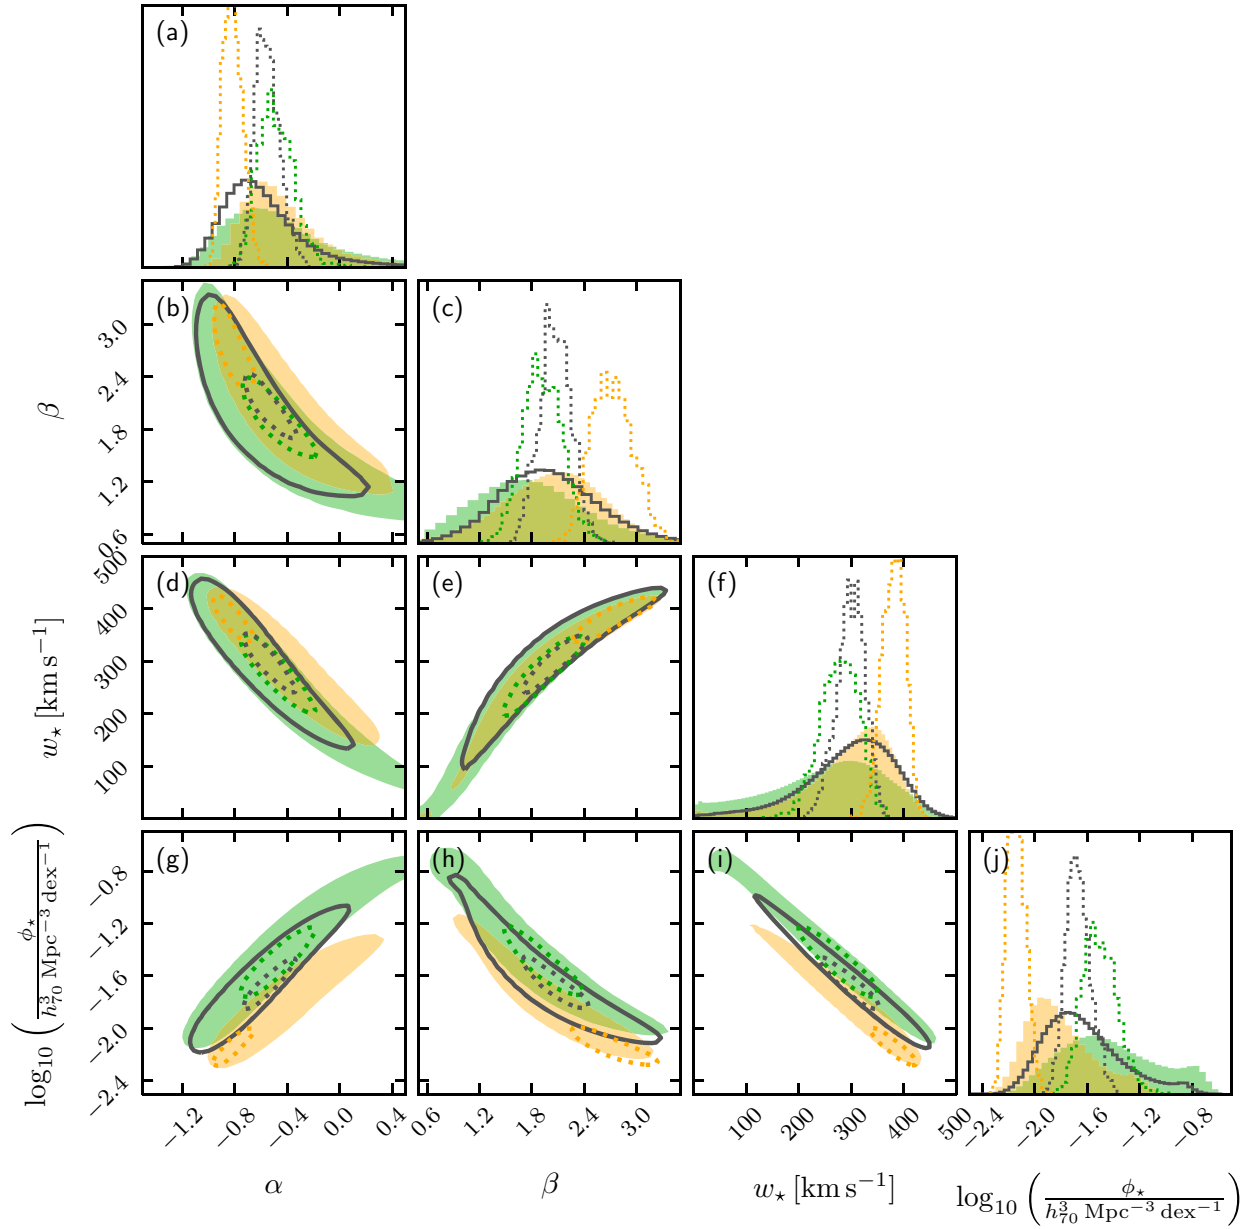 (a)
(b)
(c)
3.0
2.4
1.8
1.2
0.6
β
(d)
(e)
(f)
500
400
300
200
100
w⋆ [km s⁻¹]
(g)
(h)
(i)
(j)
−0.8
−1.2
−1.6
−2.0
−2.4
log₁₀ (ϕ⋆ / h³₇₀ Mpc⁻³ dex⁻¹)
−1.2 −0.8 −0.4 0.0 0.4
0.6 1.2 1.8 2.4 3.0
100 200 300 400 500
−2.4 −2.0 −1.6 −1.2 −0.8
α
β
w⋆ [km s⁻¹]
log₁₀ (ϕ⋆ / h³₇₀ Mpc⁻³ dex⁻¹)